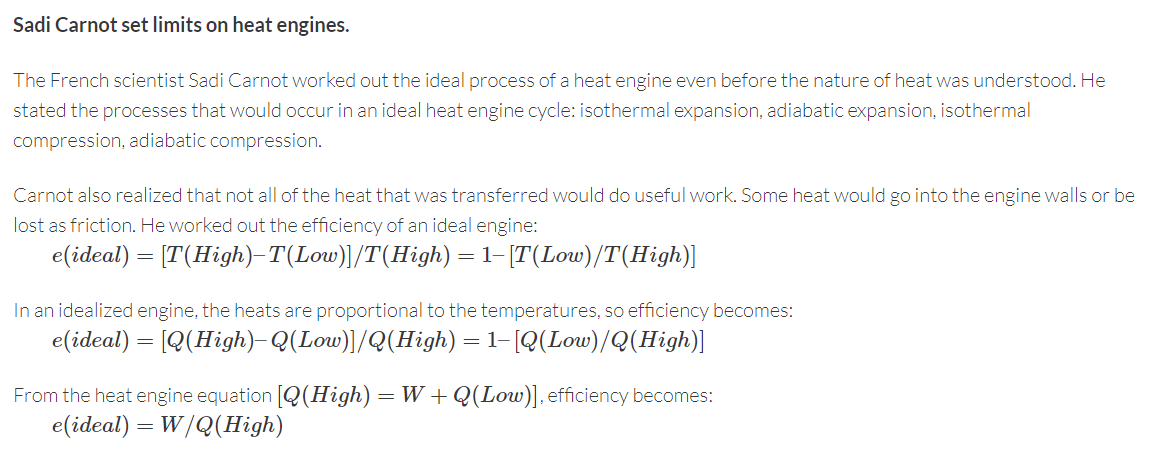 Sadi Carnot set limits on heat engines.
The French scientist Sadi Carnot worked out the ideal process of a heat engine even before the nature of heat was understood. He
stated the processes that would occur in an ideal heat engine cycle: isothermal expansion, adiabatic expansion, isothermal
compression, adiabatic compression.
Carnot also realized that not all of the heat that was transferred would do useful work. Some heat would go into the engine walls or be
lost as friction. He worked out the efficiency of an ideal engine:
e(ideal) = [T(High)–T(Low)]/T(High) = 1–[T(Low)/T(High)]
In an idealized engine, the heats are proportional to the temperatures, so efficiency becomes:
e(ideal) = [Q(High)–Q(Low)]/Q(High) = 1–[Q(Low)/Q(High)]
From the heat engine equation [Q(High) = W + Q(Low)], efficiency becomes:
e(ideal) = W/Q(High)